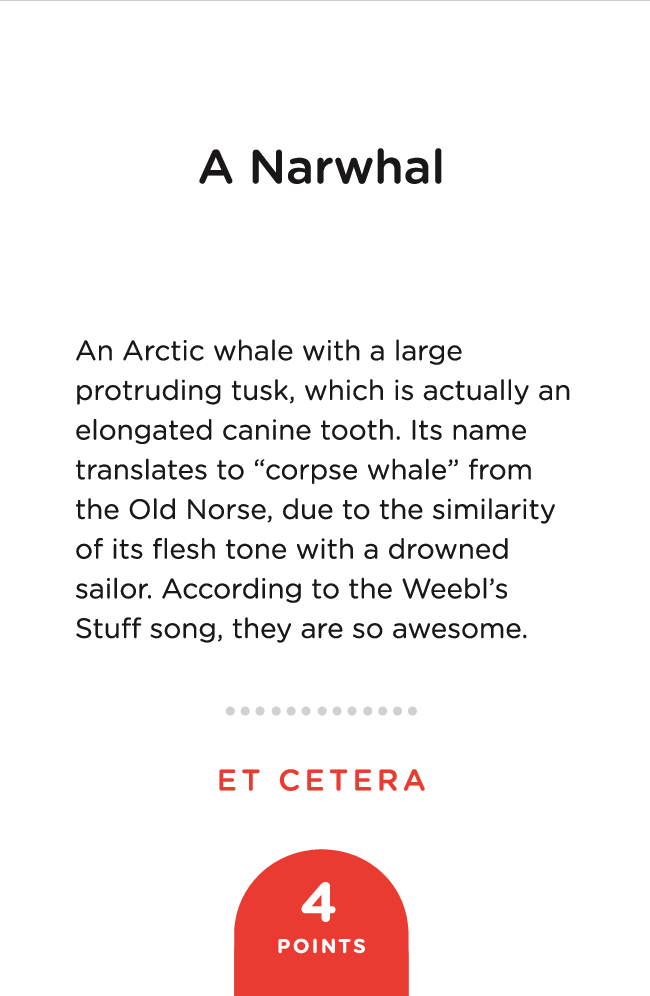 A Narwhal
An Arctic whale with a large
protruding tusk, which is actually an
elongated canine tooth. Its name
translates to “corpse whale” from
the Old Norse, due to the similarity
of its flesh tone with a drowned
sailor. According to the Weebl’s
Stuff song, they are so awesome.
ET CETERA
4
POINTS